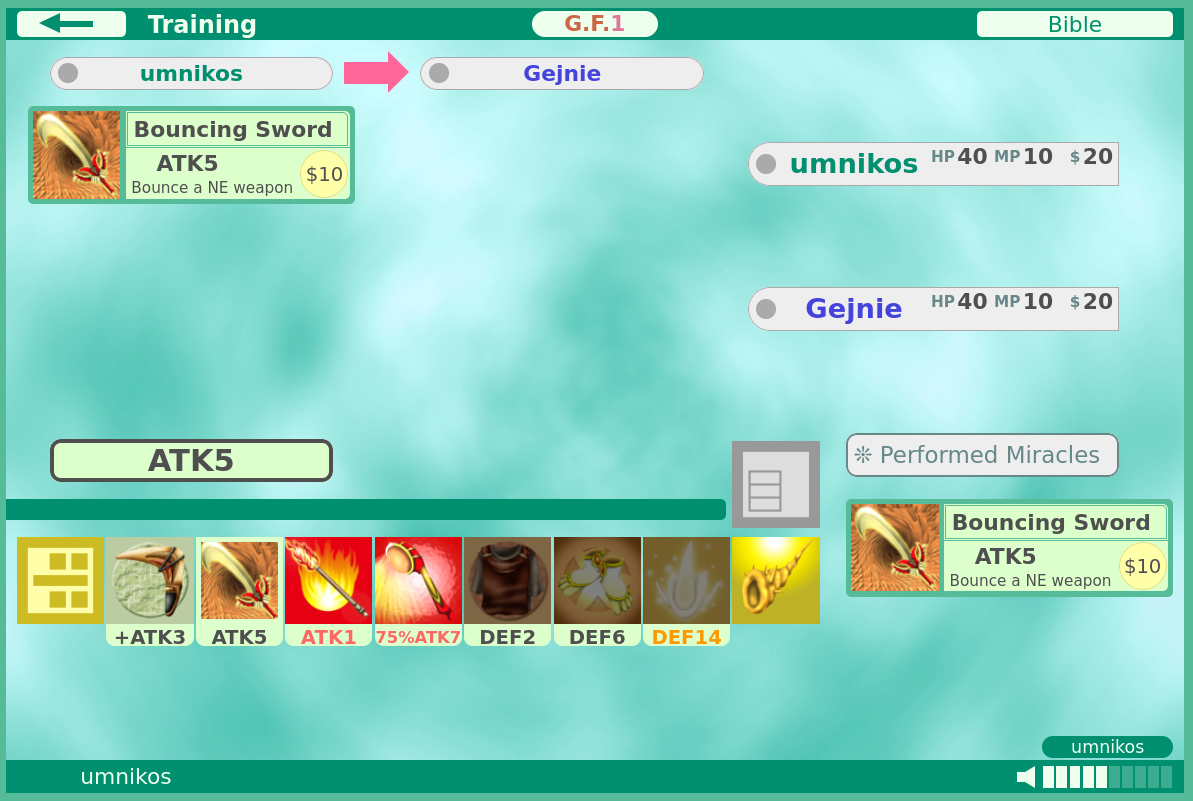 Training
G.F.1
Bible
umnikos
Gejnie
Bouncing Sword
ATK5
Bounce a NE weapon
$10
umnikos HP40 MP10 $20
Gejnie HP40 MP10 $20
ATK5
❊ Performed Miracles
Bouncing Sword
ATK5
Bounce a NE weapon
$10
+ATK3
ATK5
ATK1
75%ATK7
DEF2
DEF6
DEF14
umnikos
umnikos